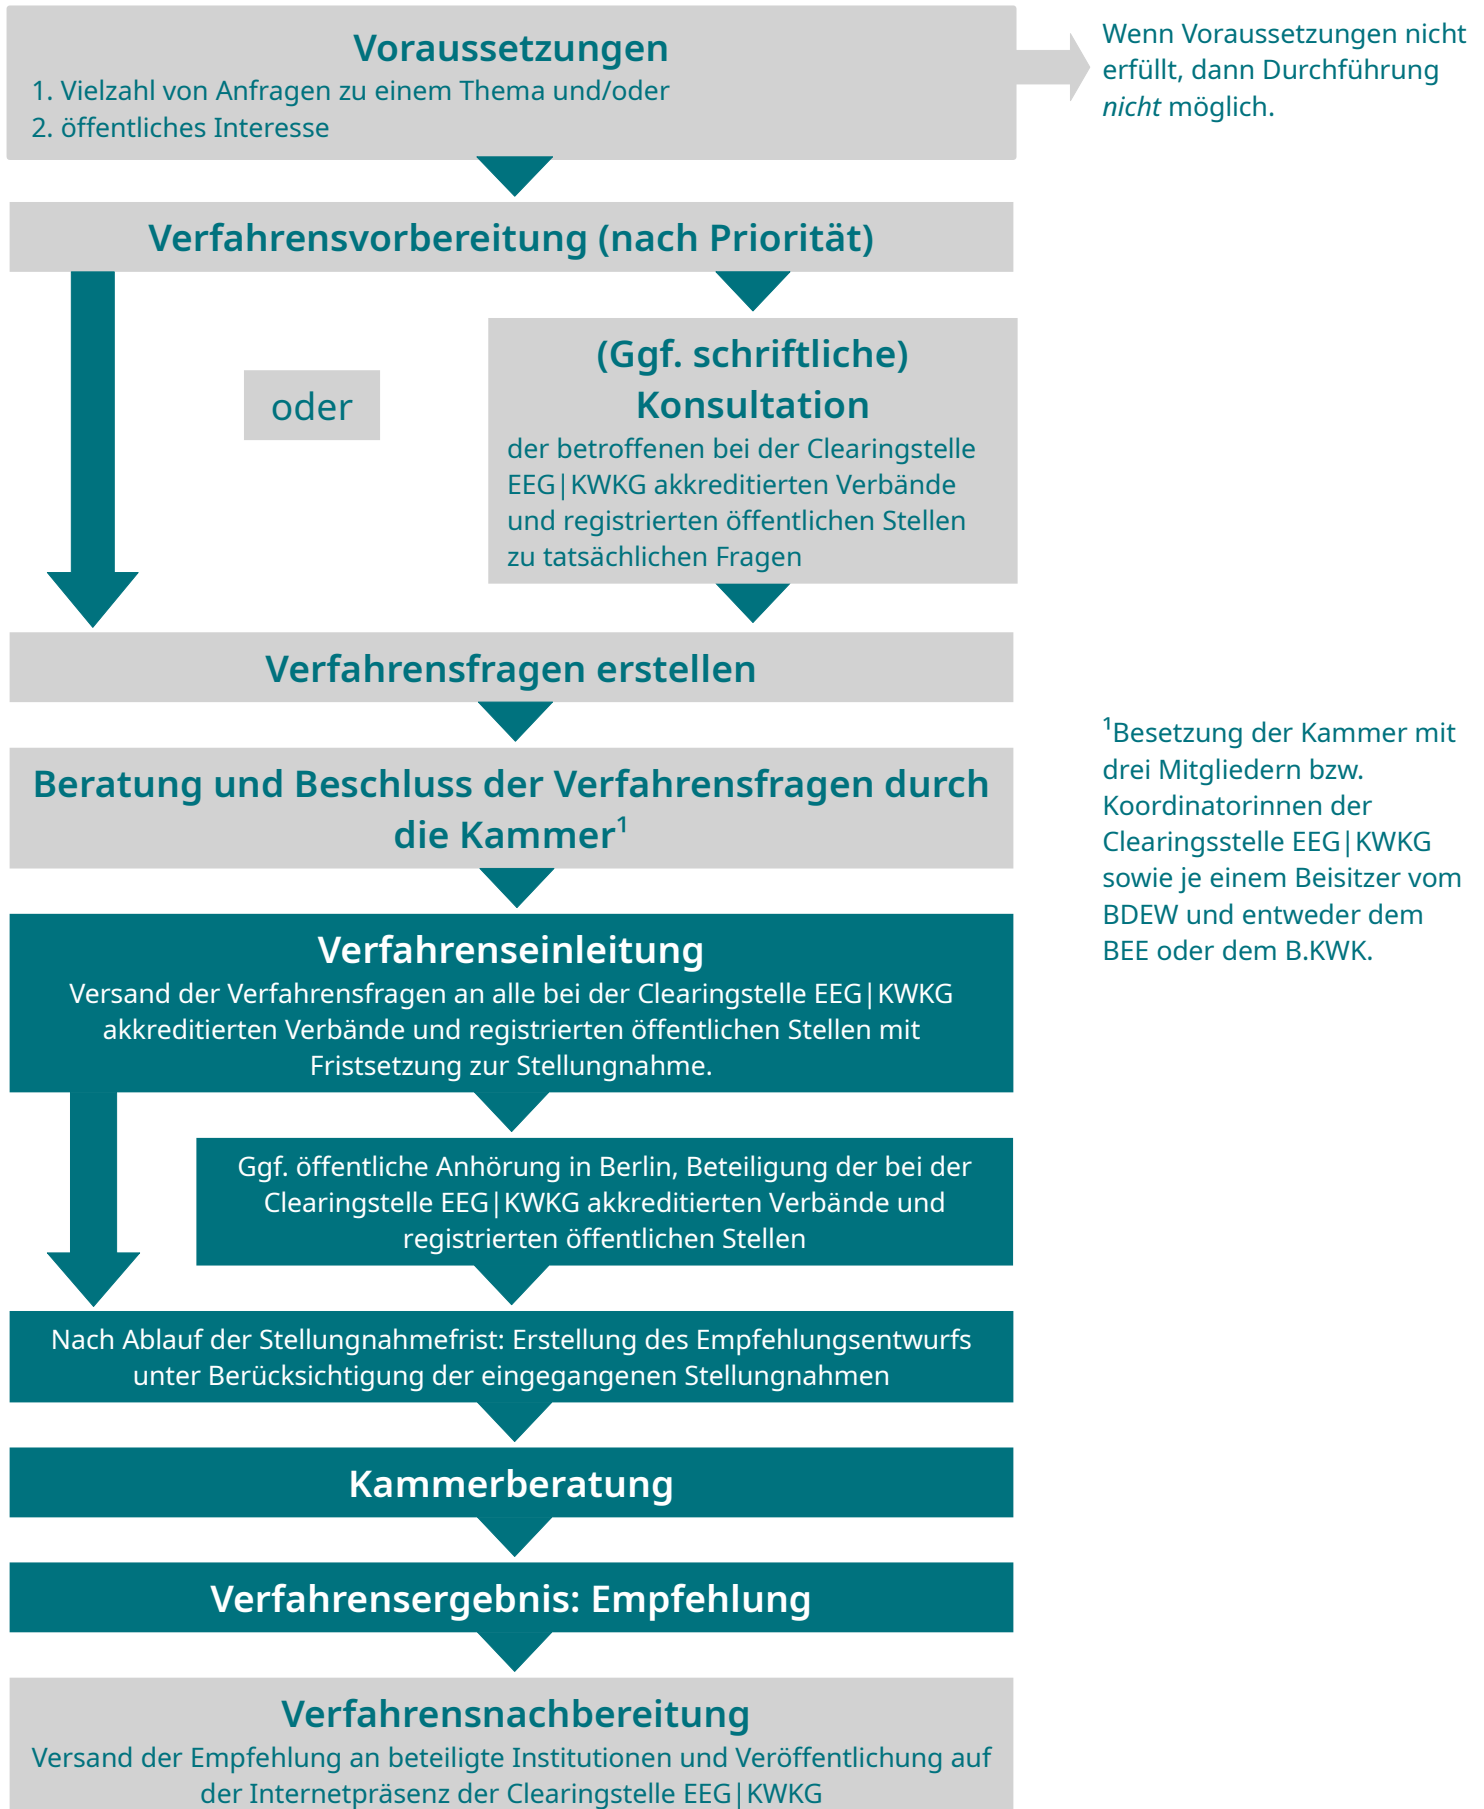 Voraussetzungen
1. Vielzahl von Anfragen zu einem Thema und/oder
2. öffentliches Interesse
Wenn Voraussetzungen nicht
erfüllt, dann Durchführung
nicht möglich.
Verfahrensvorbereitung (nach Priorität)
oder
(Ggf. schriftliche)
Konsultation
der betroffenen bei der Clearingstelle
EEG|KWKG akkreditierten Verbände
und registrierten öffentlichen Stellen
zu tatsächlichen Fragen
Verfahrensfragen erstellen
Beratung und Beschluss der Verfahrensfragen durch
die Kammer¹
¹Besetzung der Kammer mit
drei Mitgliedern bzw.
Koordinatorinnen der
Clearingsstelle EEG|KWKG
sowie je einem Beisitzer vom
BDEW und entweder dem
BEE oder dem B.KWK.
Verfahrenseinleitung
Versand der Verfahrensfragen an alle bei der Clearingstelle EEG|KWKG
akkreditierten Verbände und registrierten öffentlichen Stellen mit
Fristsetzung zur Stellungnahme.
Ggf. öffentliche Anhörung in Berlin, Beteiligung der bei der
Clearingstelle EEG|KWKG akkreditierten Verbände und
registrierten öffentlichen Stellen
Nach Ablauf der Stellungnahmefrist: Erstellung des Empfehlungsentwurfs
unter Berücksichtigung der eingegangenen Stellungnahmen
Kammerberatung
Verfahrensergebnis: Empfehlung
Verfahrensnachbereitung
Versand der Empfehlung an beteiligte Institutionen und Veröffentlichung auf
der Internetpräsenz der Clearingstelle EEG|KWKG